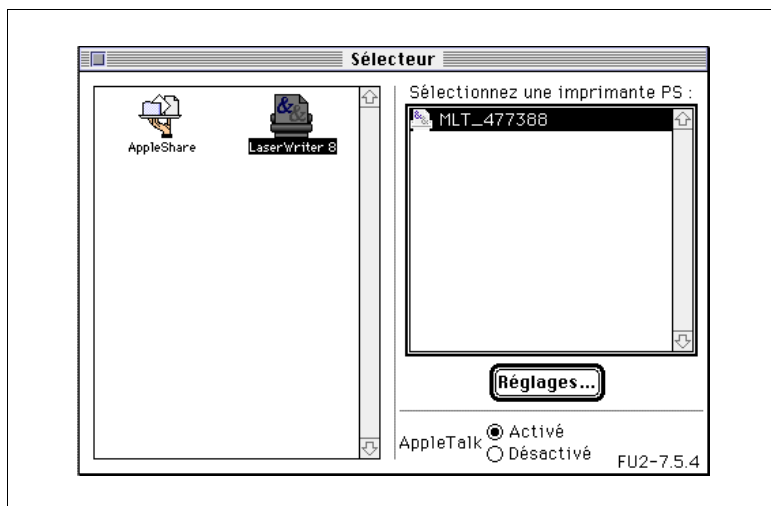 Sélecteur
AppleShare
LaserWriter 8
Sélectionnez une imprimante PS :
MLT_477388
Réglages...
AppleTalk
Activé
Désactivé
FU2-7.5.4